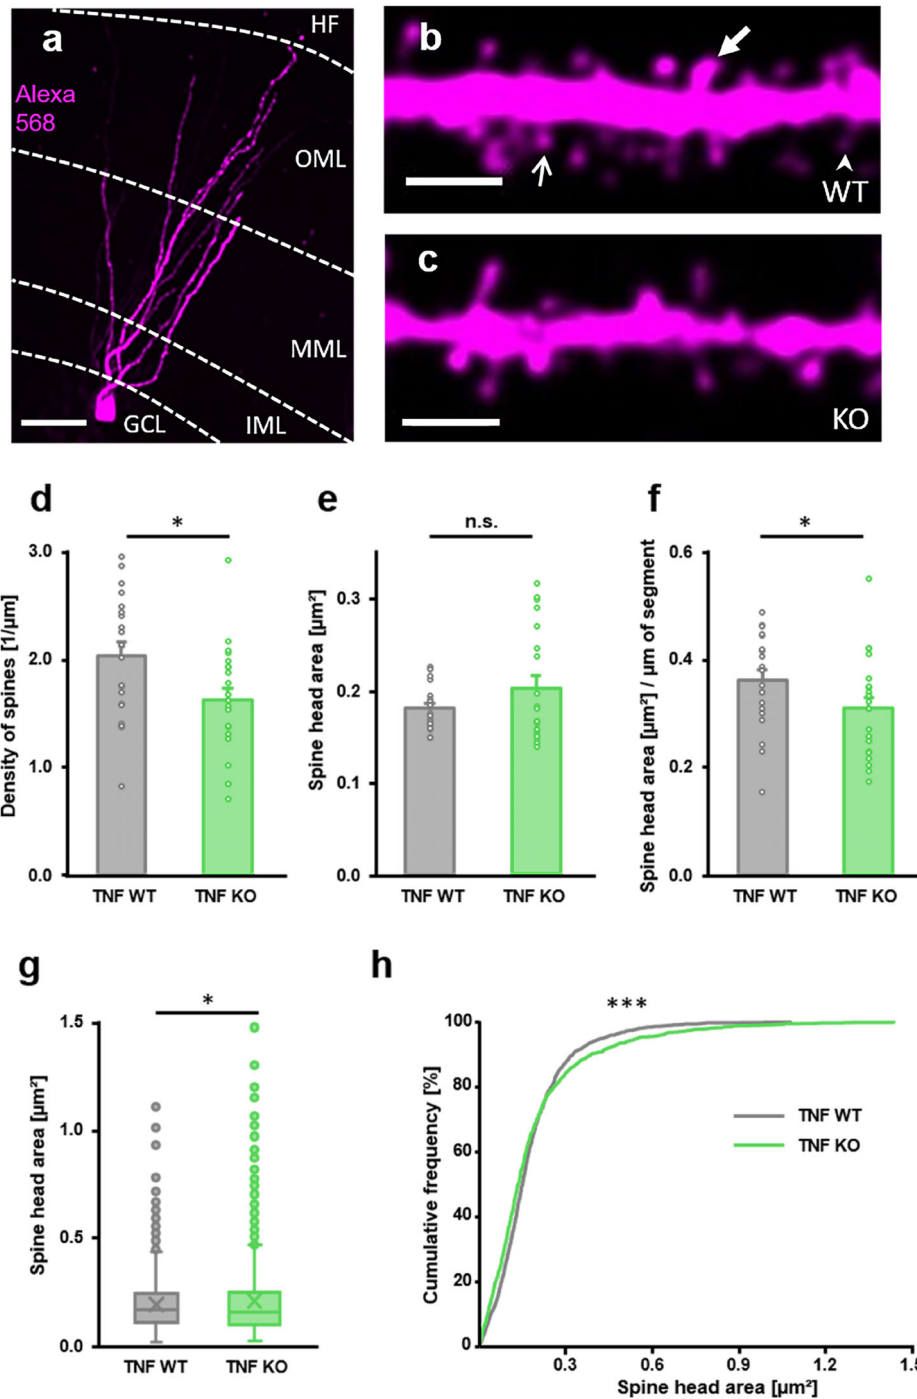 a
HF
Alexa
568
OML
MML
GCL
IML
b
WT
c
KO
d
*
Density of spines [1/µm]
3.0
2.0
1.0
0.0
TNF WT
TNF KO
e
n.s.
Spine head area [µm²]
0.3
0.2
0.1
0.0
TNF WT
TNF KO
f
*
Spine head area [µm²] / µm of segment
0.6
0.4
0.2
0.0
TNF WT
TNF KO
g
*
Spine head area [µm²]
1.5
1.0
0.5
0.0
TNF WT
TNF KO
h
***
Cumulative frequency [%]
100
80
60
40
20
0
TNF WT
TNF KO
0.3
0.6
0.9
1.2
1.5
Spine head area [µm²]